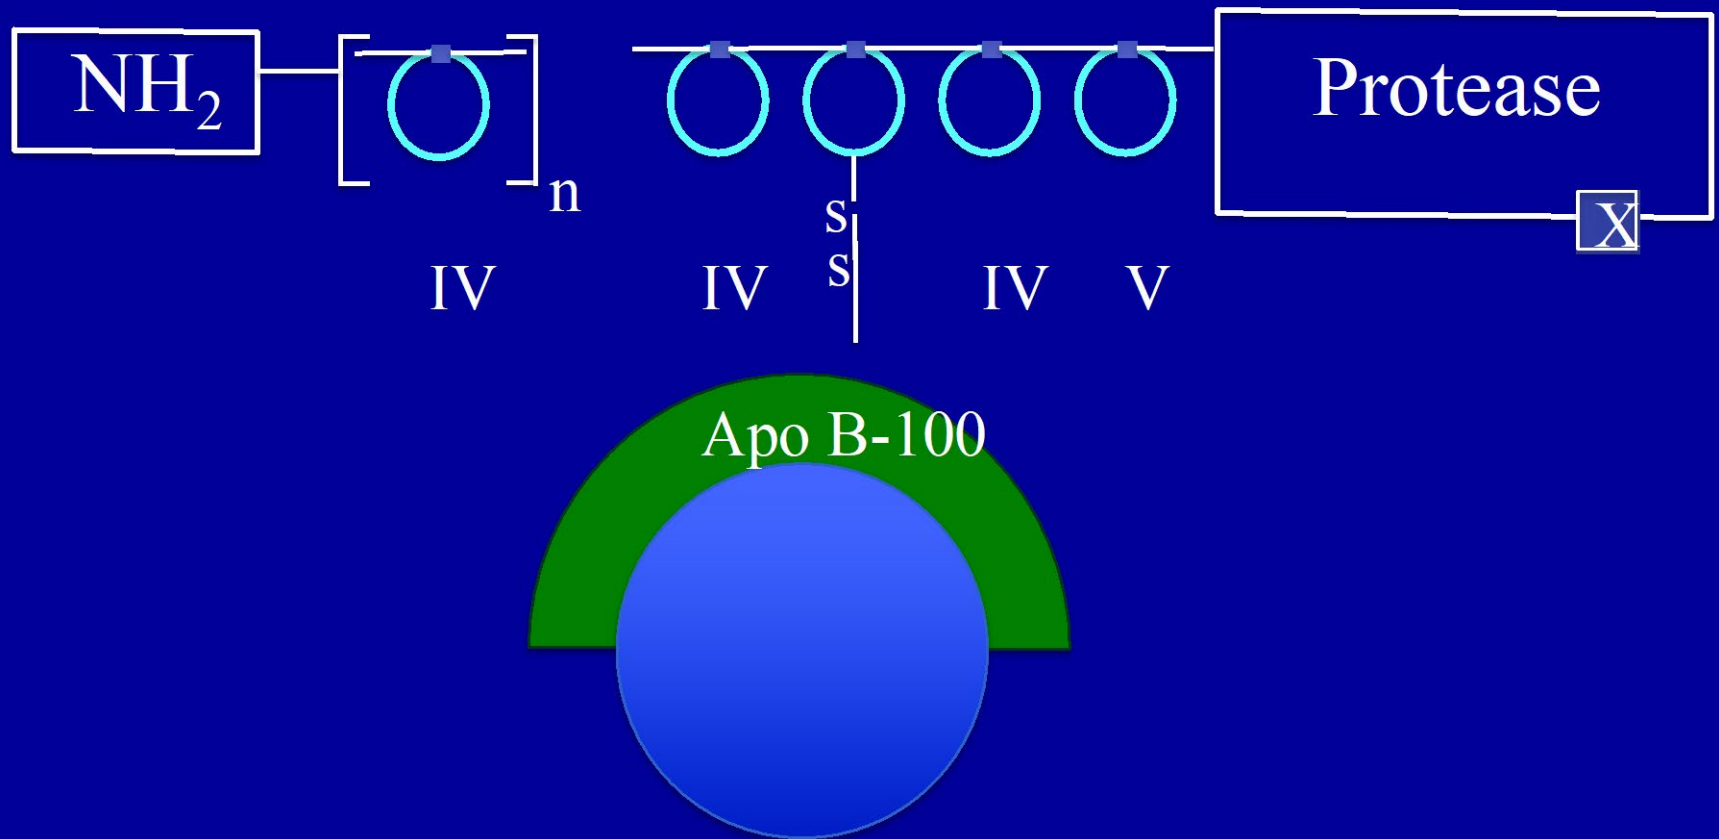 NH₂
Protease
n
s
s
X
IV
IV
IV
V
Apo B-100